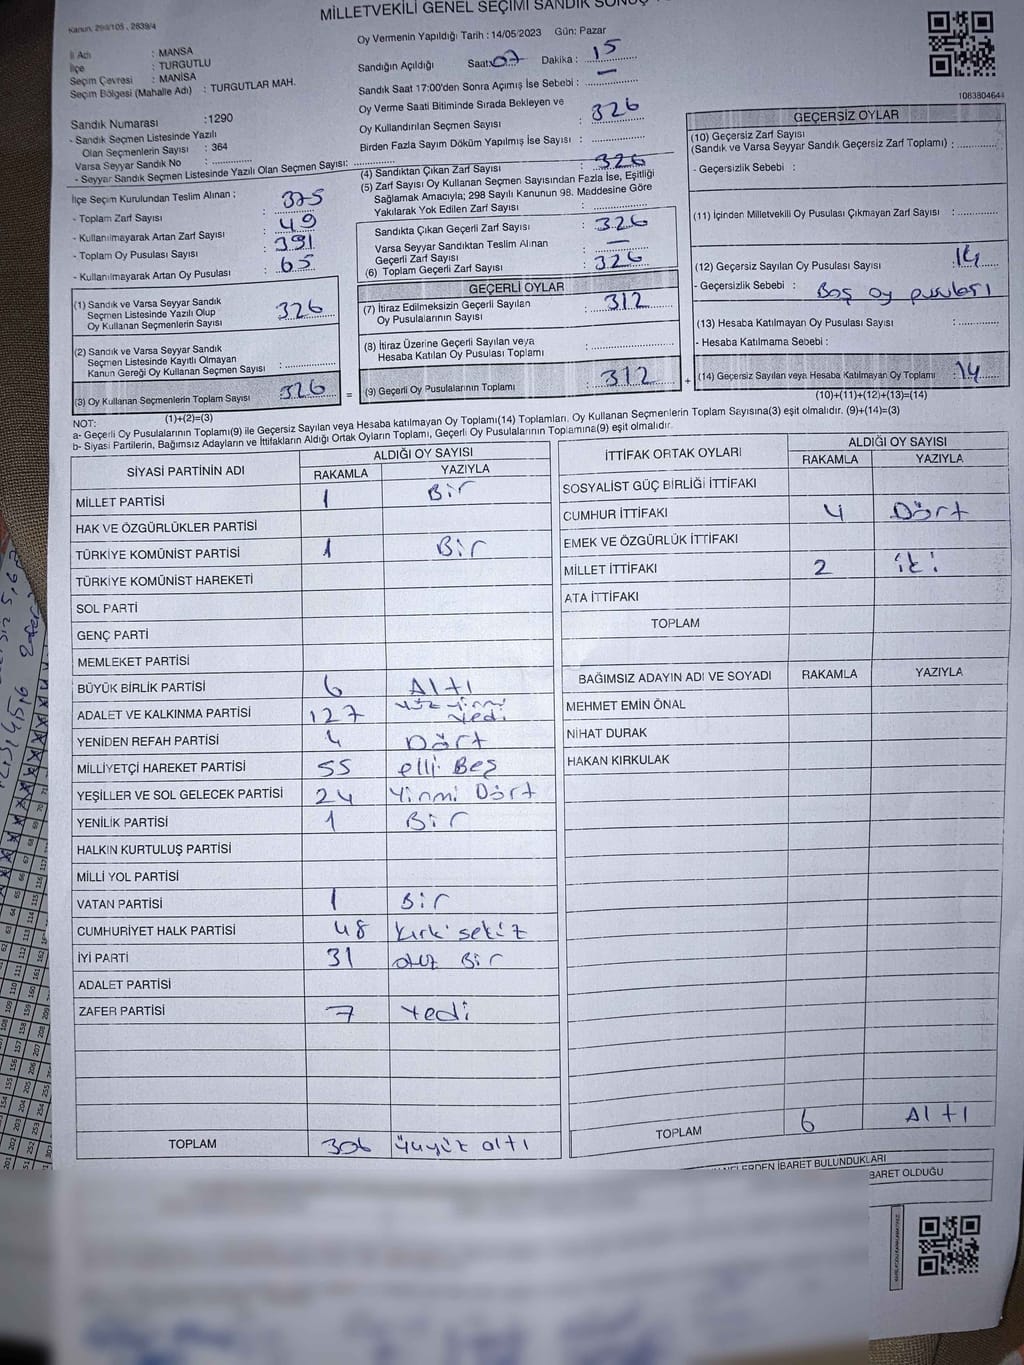 Kanun, 298/105, 2839/4
MİLLETVEKİLİ GENEL SEÇİMİ SANDIK SONUÇ
İl Adı : MANİSA
İlçe : TURGUTLU
Seçim Çevresi : MANİSA
Seçim Bölgesi (Mahalle Adı) : TURGUTLAR MAH.
Oy Vermenin Yapıldığı Tarih : 14/05/2023 Gün: Pazar
Sandığın Açıldığı Saat: 07 Dakika : 15
Sandık Saat 17:00'den Sonra Açımış İse Sebebi : —
Oy Verme Saati Bitiminde Sırada Bekleyen ve
Oy Kullandırılan Seçmen Sayısı : 326
Birden Fazla Sayım Döküm Yapılmış İse Sayısı :
1083804644
Sandık Numarası : 1290
- Sandık Seçmen Listesinde Yazılı
Olan Seçmenlerin Sayısı : 364
Varsa Seyyar Sandık No :
- Seyyar Sandık Seçmen Listesinde Yazılı Olan Seçmen Sayısı:
İlçe Seçim Kurulundan Teslim Alınan ;
- Toplam Zarf Sayısı : 375
- Kullanılmayarak Artan Zarf Sayısı : 49
- Toplam Oy Pusulası Sayısı : 391
- Kullanılmayarak Artan Oy Pusulası : 65
(1) Sandık ve Varsa Seyyar Sandık
Seçmen Listesinde Yazılı Olup
Oy Kullanan Seçmenlerin Sayısı : 326
(2) Sandık ve Varsa Seyyar Sandık
Seçmen Listesinde Kayıtlı Olmayan
Kanun Gereği Oy Kullanan Seçmen Sayısı :
(3) Oy Kullanan Seçmenlerin Toplam Sayısı : 326
(1)+(2)=(3)
(4) Sandıktan Çıkan Zarf Sayısı : 326
(5) Zarf Sayısı Oy Kullanan Seçmen Sayısından Fazla İse, Eşitliği
Sağlamak Amacıyla; 298 Sayılı Kanunun 98. Maddesine Göre
Yakılarak Yok Edilen Zarf Sayısı :
Sandıkta Çıkan Geçerli Zarf Sayısı : 326
Varsa Seyyar Sandıktan Teslim Alınan
Geçerli Zarf Sayısı : —
(6) Toplam Geçerli Zarf Sayısı : 326
GEÇERLİ OYLAR
(7) İtiraz Edilmeksizin Geçerli Sayılan
Oy Pusulalarının Sayısı : 312
(8) İtiraz Üzerine Geçerli Sayılan veya
Hesaba Katılan Oy Pusulası Toplamı :
= (9) Geçerli Oy Pusulalarının Toplamı : 312 +
GEÇERSİZ OYLAR
(10) Geçersiz Zarf Sayısı
(Sandık ve Varsa Seyyar Sandık Geçersiz Zarf Toplamı) :
- Geçersizlik Sebebi :
(11) İçinden Milletvekili Oy Pusulası Çıkmayan Zarf Sayısı :
(12) Geçersiz Sayılan Oy Pusulası Sayısı 14
- Geçersizlik Sebebi : Boş oy pusulası
(13) Hesaba Katılmayan Oy Pusulası Sayısı :
- Hesaba Katılmama Sebebi :
(14) Geçersiz Sayılan veya Hesaba Katılmayan Oy Toplamı : 14
(10)+(11)+(12)+(13)=(14)
NOT:
a- Geçerli Oy Pusulalarının Toplamı(9) ile Geçersiz Sayılan veya Hesaba katılmayan Oy Toplamı(14) Toplamları, Oy Kullanan Seçmenlerin Toplam Sayısına(3) eşit olmalıdır. (9)+(14)=(3)
b- Siyasi Partilerin, Bağımsız Adayların ve İttifakların Aldığı Ortak Oyların Toplamı, Geçerli Oy Pusulalarının Toplamına(9) eşit olmalıdır.
SİYASİ PARTİNİN ADI ALDIĞI OY SAYISI
RAKAMLA YAZIYLA
MİLLET PARTİSİ 1 Bir
HAK VE ÖZGÜRLÜKLER PARTİSİ
TÜRKİYE KOMÜNİST PARTİSİ 1 Bir
TÜRKİYE KOMÜNİST HAREKETİ
SOL PARTİ
GENÇ PARTİ
MEMLEKET PARTİSİ
BÜYÜK BİRLİK PARTİSİ 6 Altı
ADALET VE KALKINMA PARTİSİ 127 Yüz yirmi Yedi
YENİDEN REFAH PARTİSİ 4 Dört
MİLLİYETÇİ HAREKET PARTİSİ 55 elli Beş
YEŞİLLER VE SOL GELECEK PARTİSİ 24 Yirmi Dört
YENİLİK PARTİSİ 1 Bir
HALKIN KURTULUŞ PARTİSİ
MİLLİ YOL PARTİSİ
VATAN PARTİSİ 1 Bir
CUMHURİYET HALK PARTİSİ 48 kırk sekiz
İYİ PARTİ 31 otuz Bir
ADALET PARTİSİ
ZAFER PARTİSİ 7 Yedi
TOPLAM 306 üçyüz altı
İTTİFAK ORTAK OYLARI ALDIĞI OY SAYISI
RAKAMLA YAZIYLA
SOSYALİST GÜÇ BİRLİĞİ İTTİFAKI
CUMHUR İTTİFAKI 4 Dört
EMEK VE ÖZGÜRLÜK İTTİFAKI
MİLLET İTTİFAKI 2 iki
ATA İTTİFAKI
TOPLAM
BAĞIMSIZ ADAYIN ADI VE SOYADI RAKAMLA YAZIYLA
MEHMET EMİN ÖNAL
NİHAT DURAK
HAKAN KIRKULAK
TOPLAM 6 Altı
İBARET BULUNDUKLARI
BARET OLDUĞU